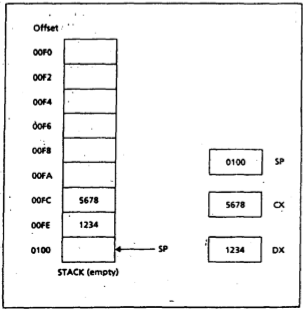 Offset
00F0
00F2
00F4
00F6
00F8
00FA
0100 SP
00FC 5678
5678 CX
00FE 1234
0100 SP
1234 DX
STACK (empty)